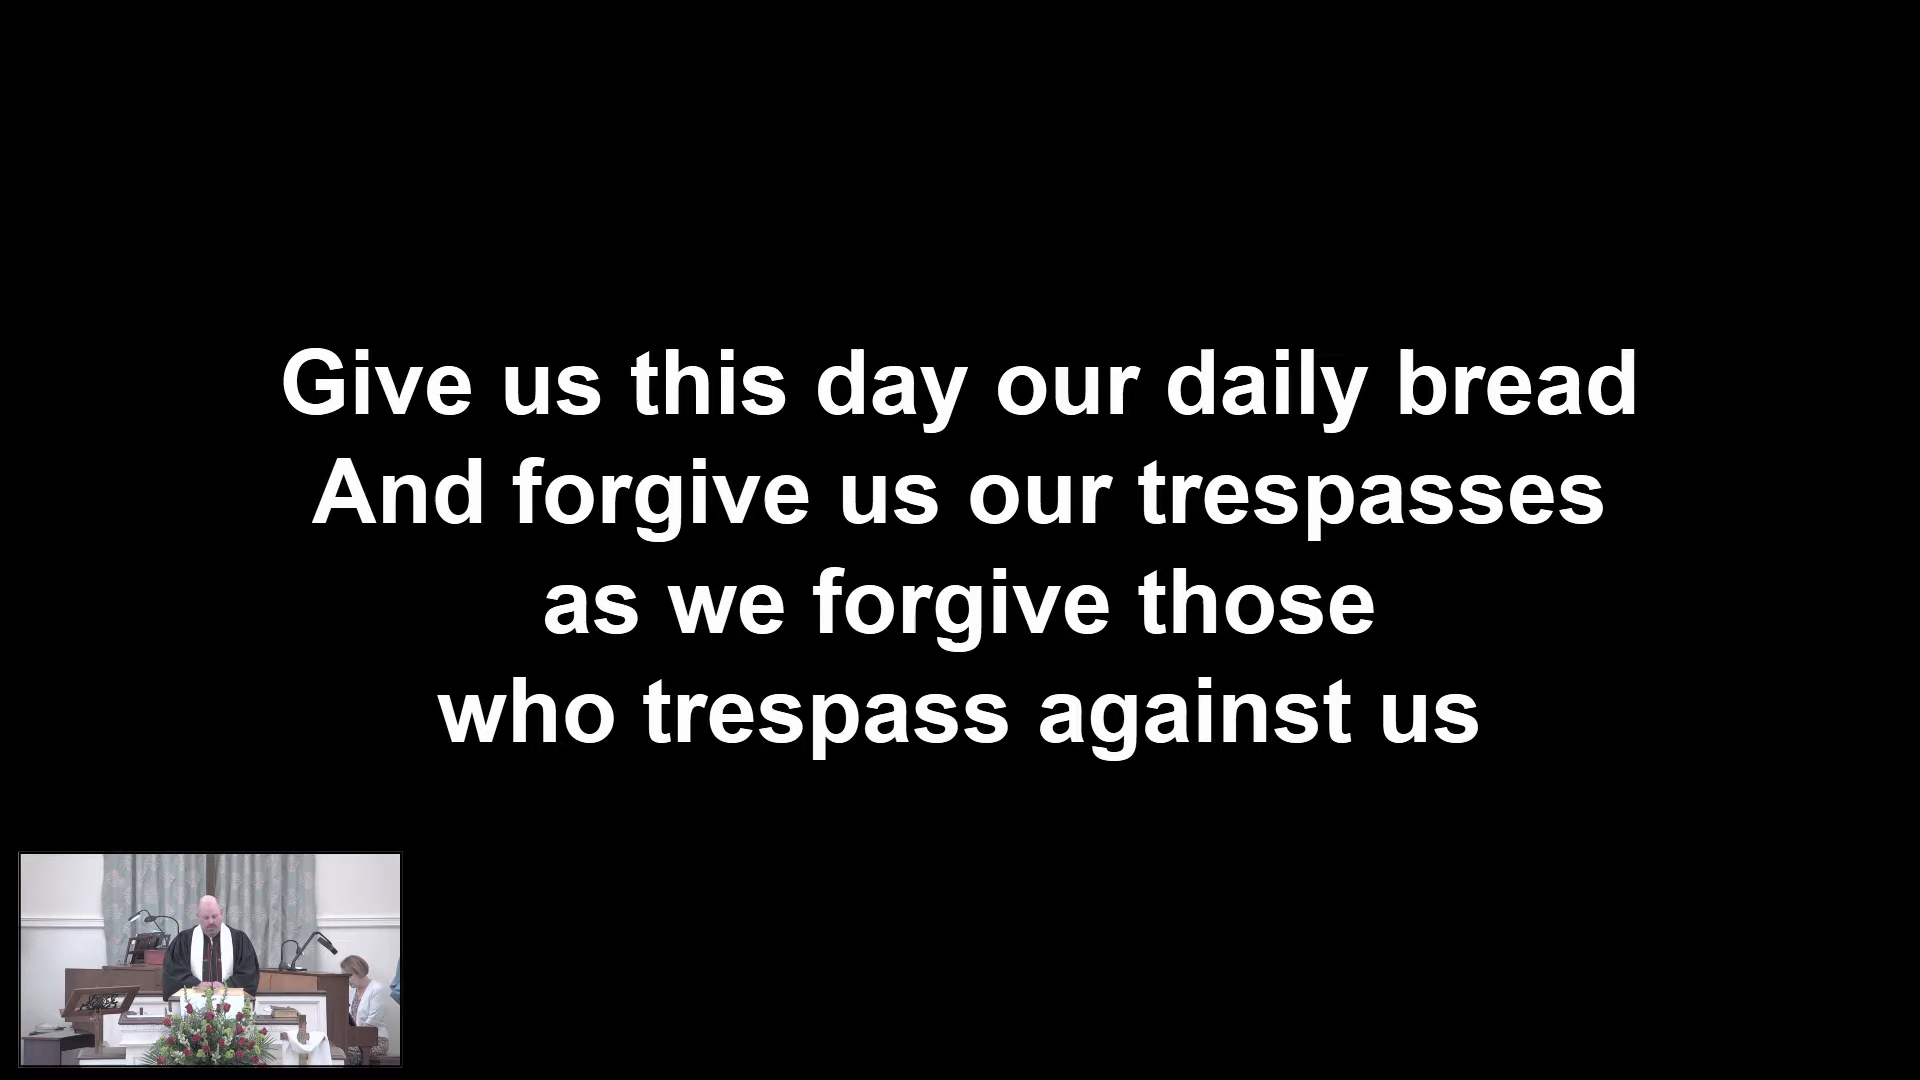 Give us this day our daily bread
And forgive us our trespasses
as we forgive those
who trespass against us